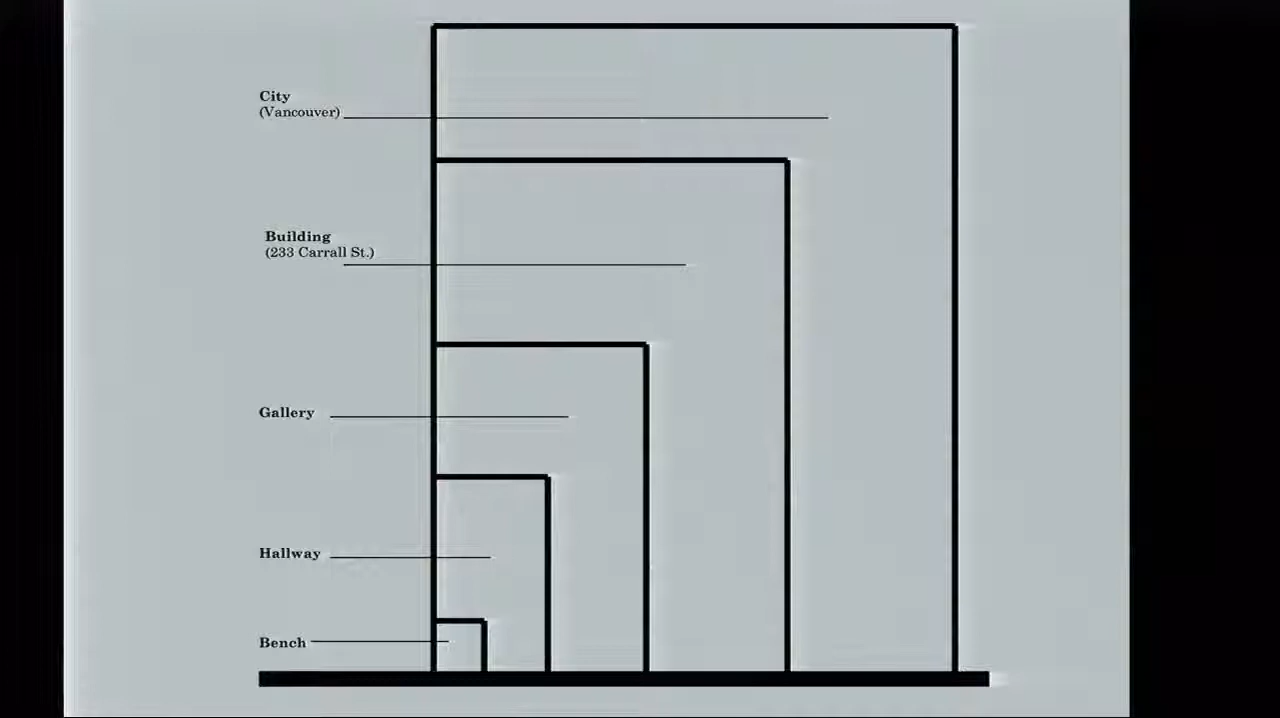 City
(Vancouver)
Building
(233 Carrall St.)
Gallery
Hallway
Bench